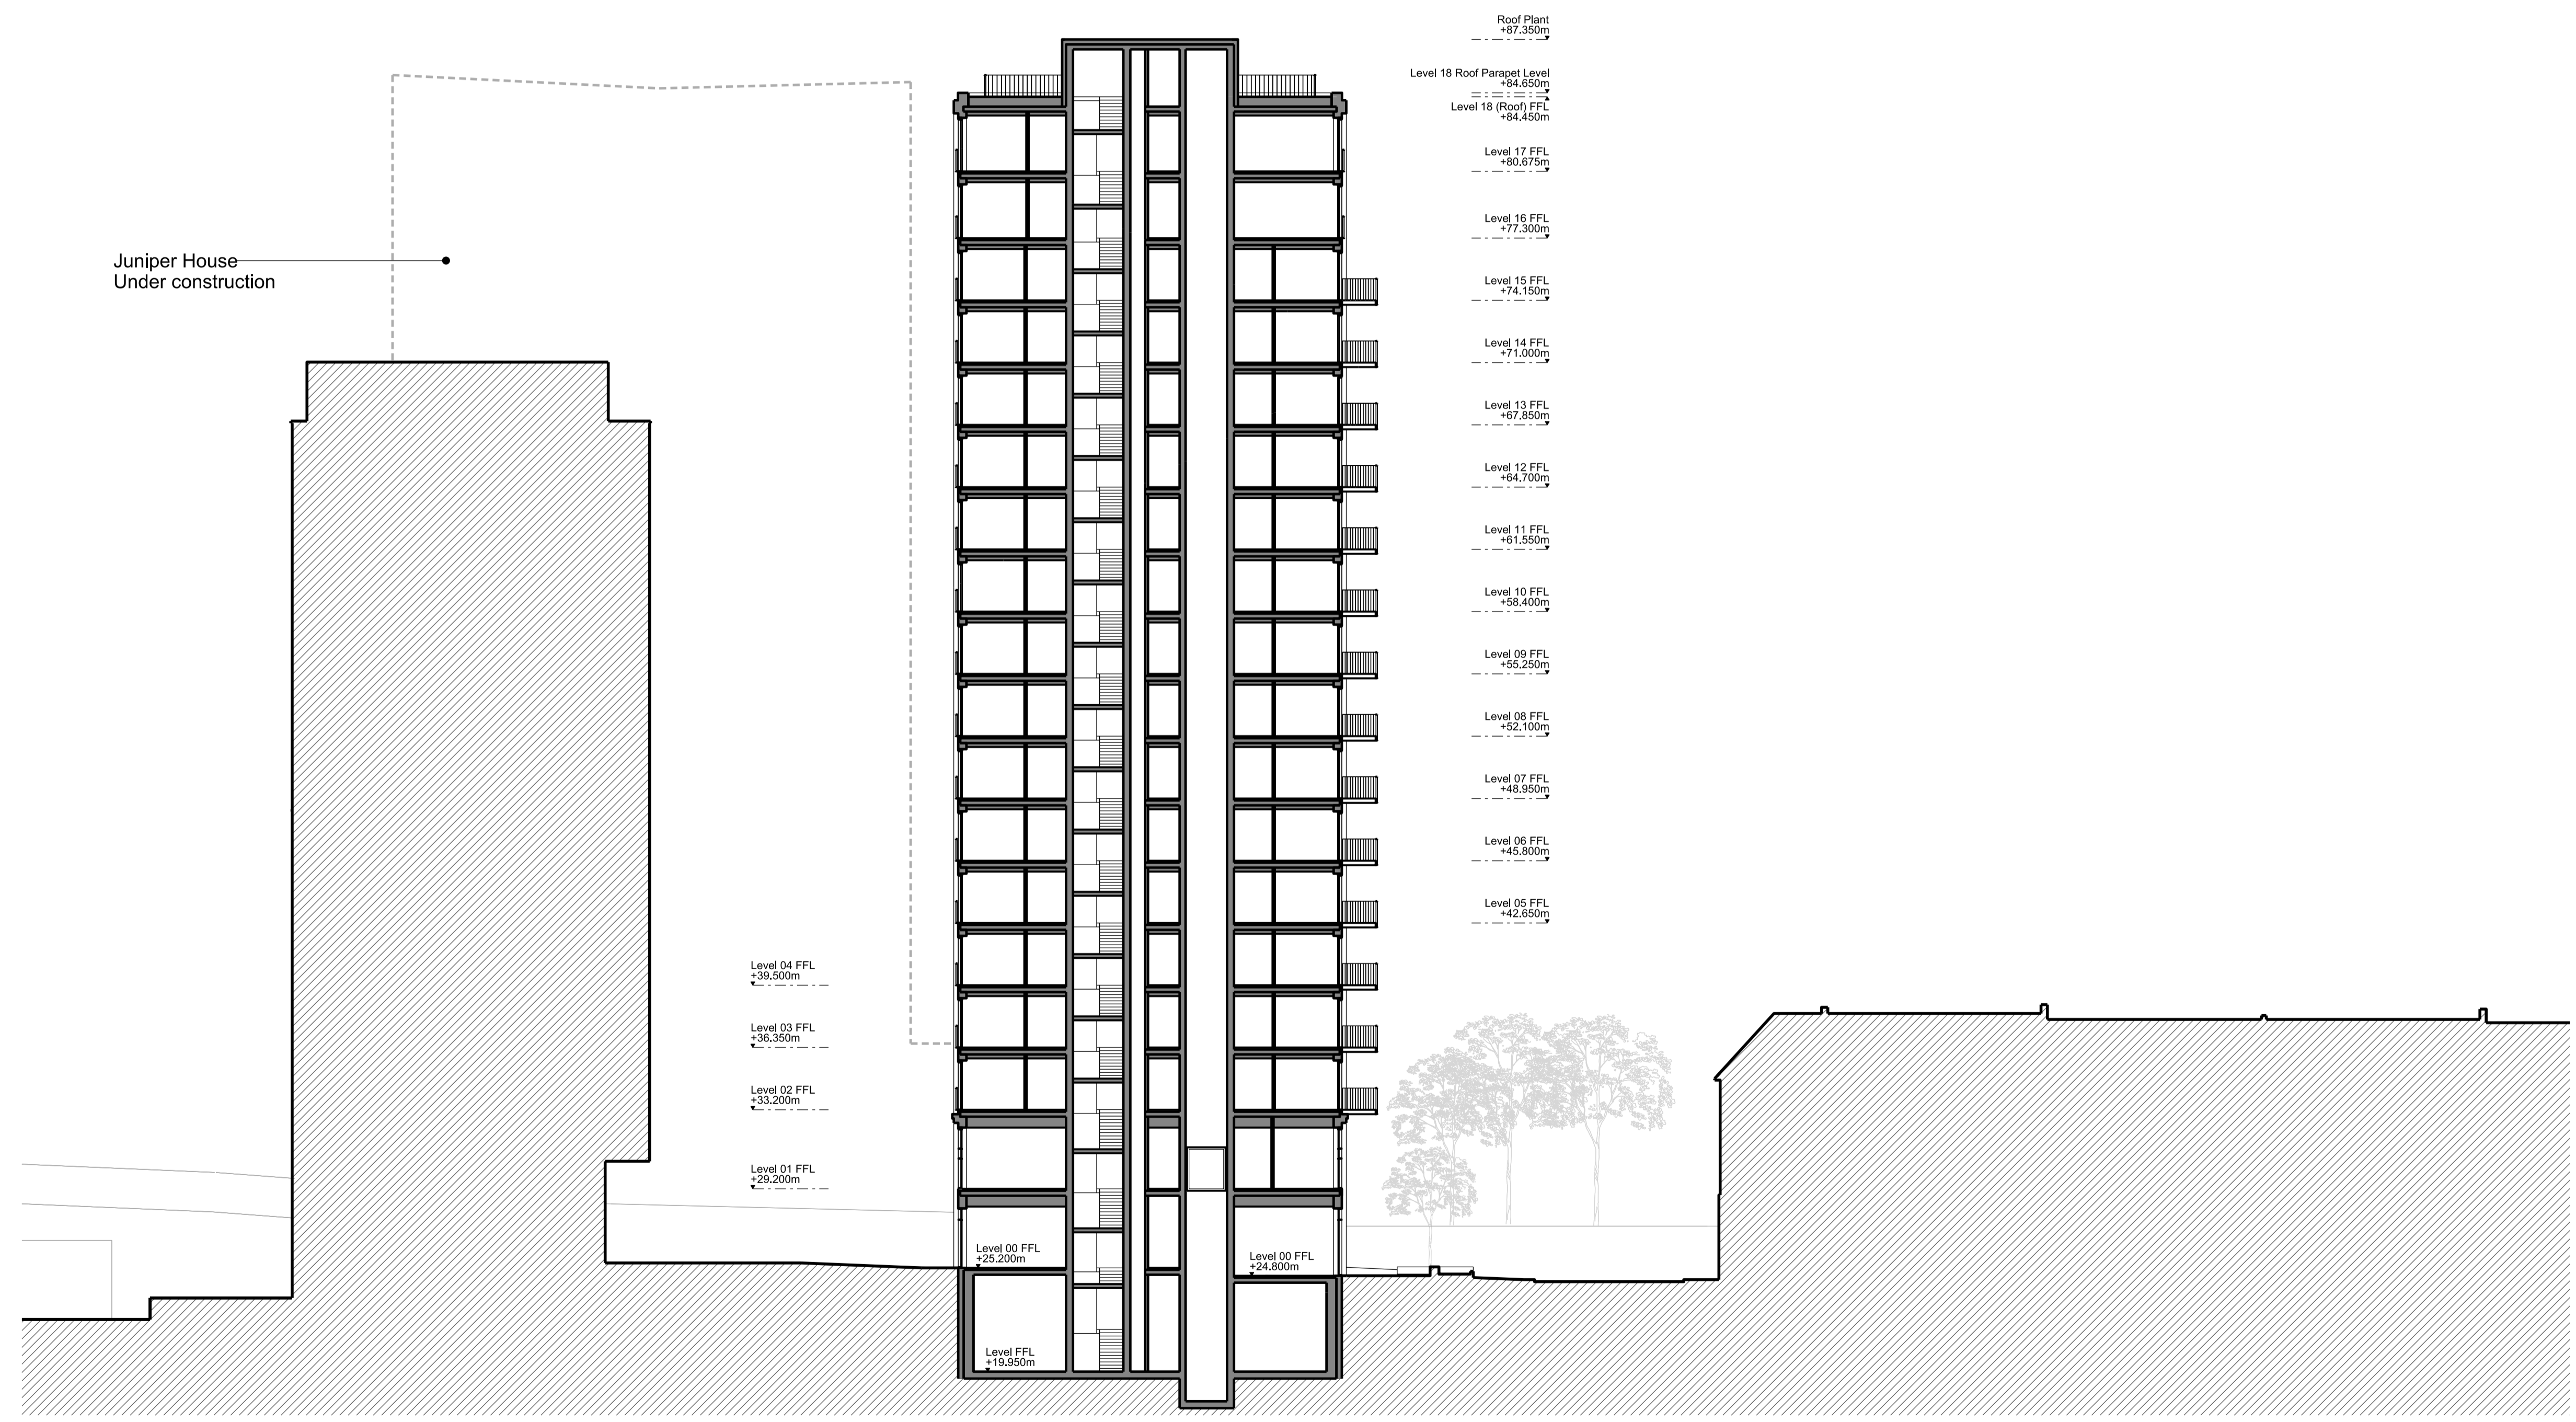 Roof Plant
+87.350m
Level 18 Roof Parapet Level
+84.650m
Level 18 (Roof) FFL
+84.450m
Level 17 FFL
+80.675m
Level 16 FFL
+77.300m
Juniper House
Under construction
Level 15 FFL
+74.150m
Level 14 FFL
+71.000m
Level 13 FFL
+67.850m
Level 12 FFL
+64.700m
Level 11 FFL
+61.550m
Level 10 FFL
+58.400m
Level 09 FFL
+55.250m
Level 08 FFL
+52.100m
Level 07 FFL
+48.950m
Level 06 FFL
+45.800m
Level 05 FFL
+42.650m
Level 04 FFL
+39.500m
Level 03 FFL
+36.350m
Level 02 FFL
+33.200m
Level 01 FFL
+29.200m
Level 00 FFL
+25.200m
Level 00 FFL
+24.800m
Level FFL
+19.950m